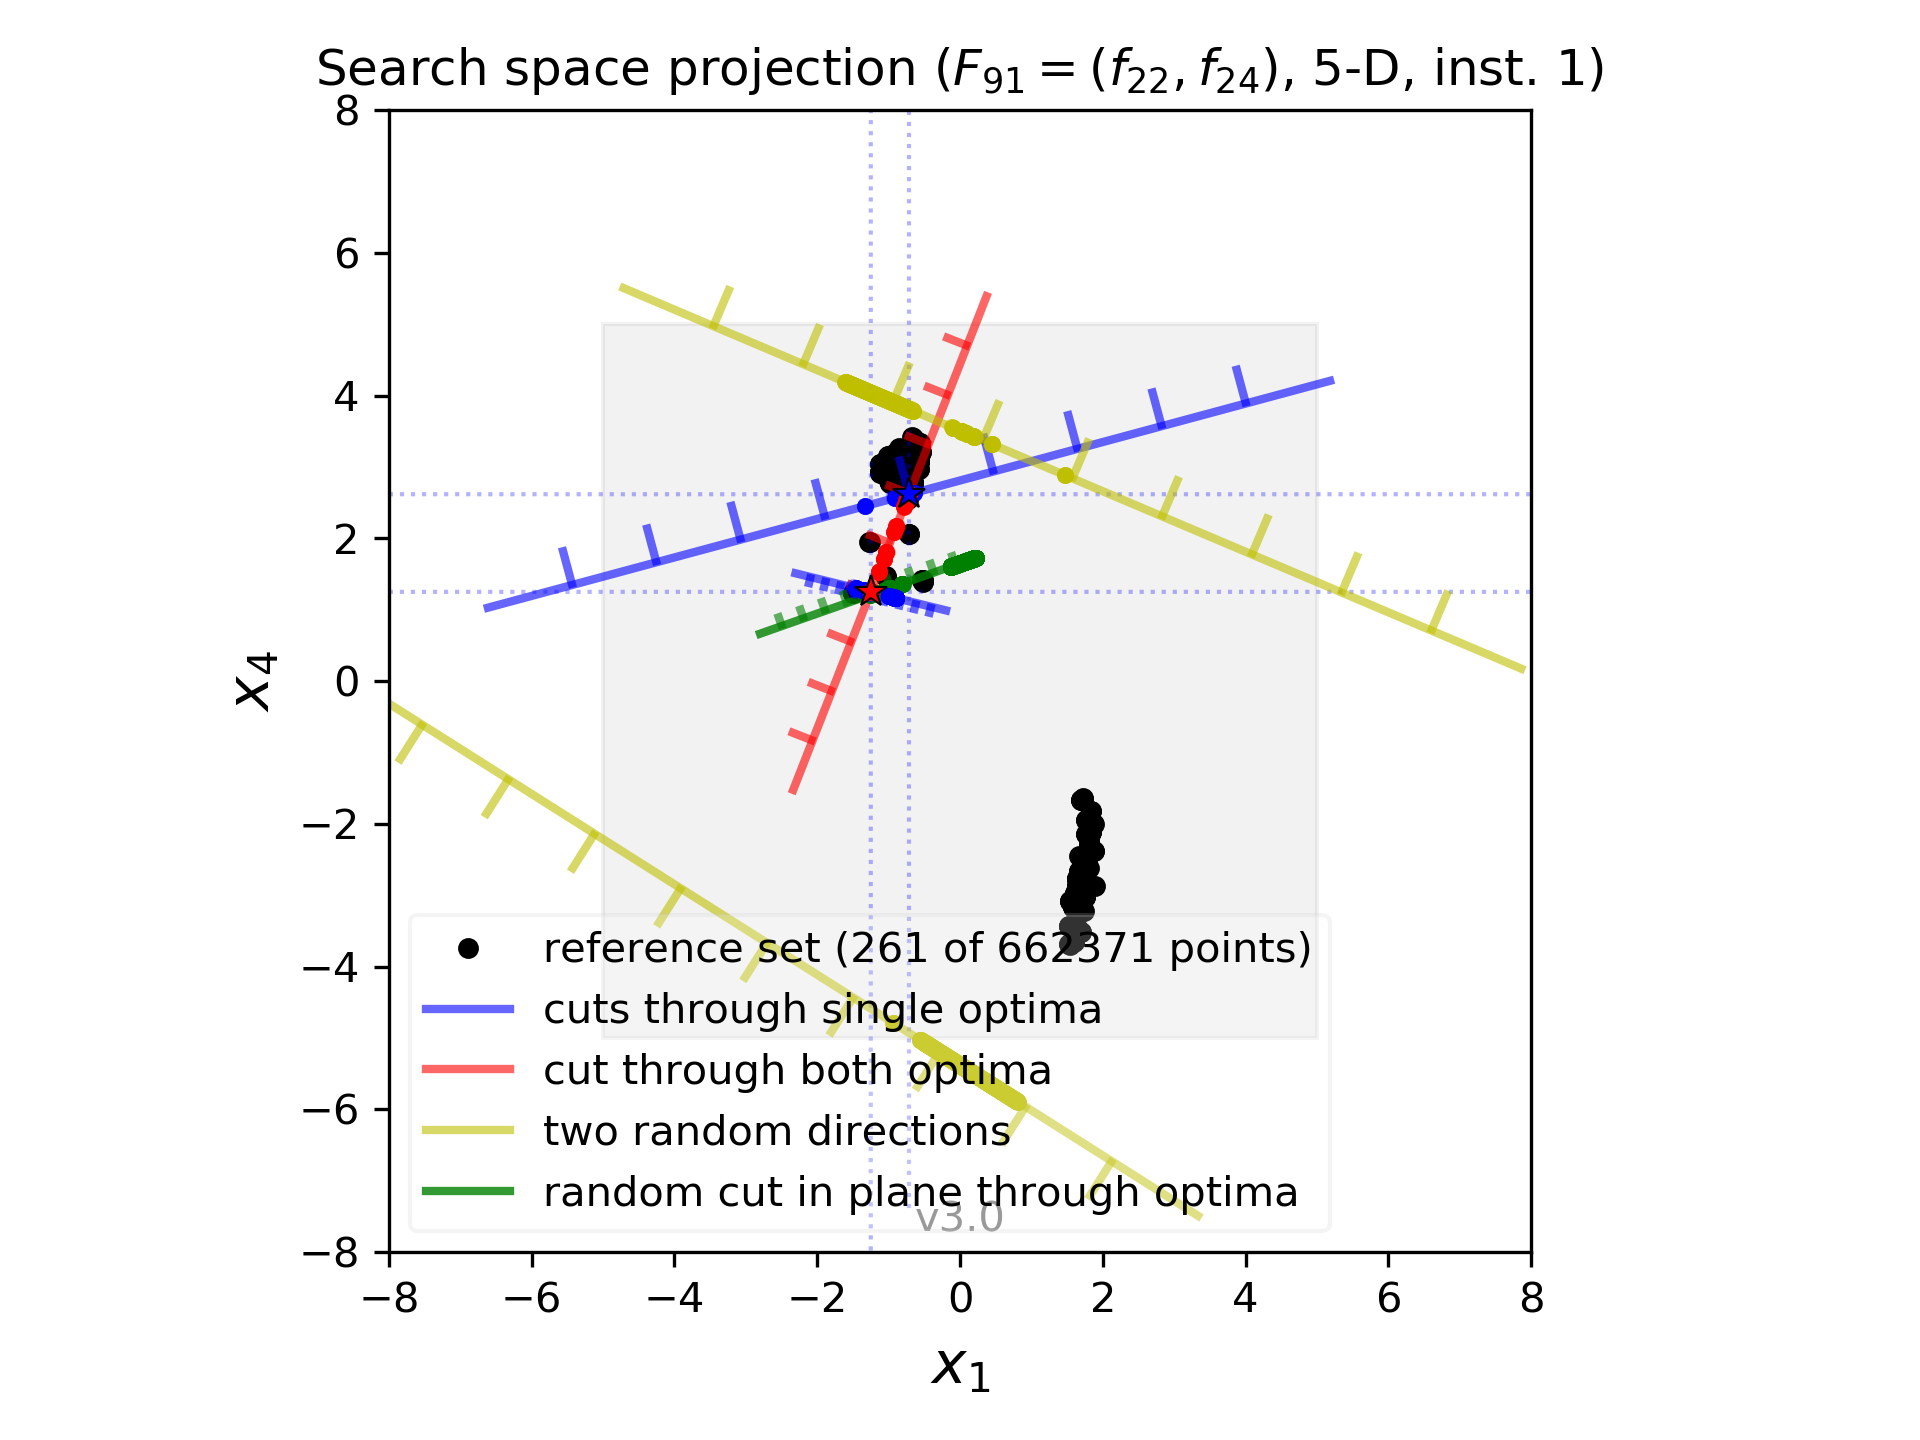 Search space projection (F₉₁ = (f₂₂, f₂₄), 5-D, inst. 1)
8
6
4
2
0
−2
−4
−6
−8
x₄
reference set (261 of 662371 points)
cuts through single optima
cut through both optima
two random directions
random cut in plane through optima
v3.0
−8 −6 −4 −2 0 2 4 6 8
x₁